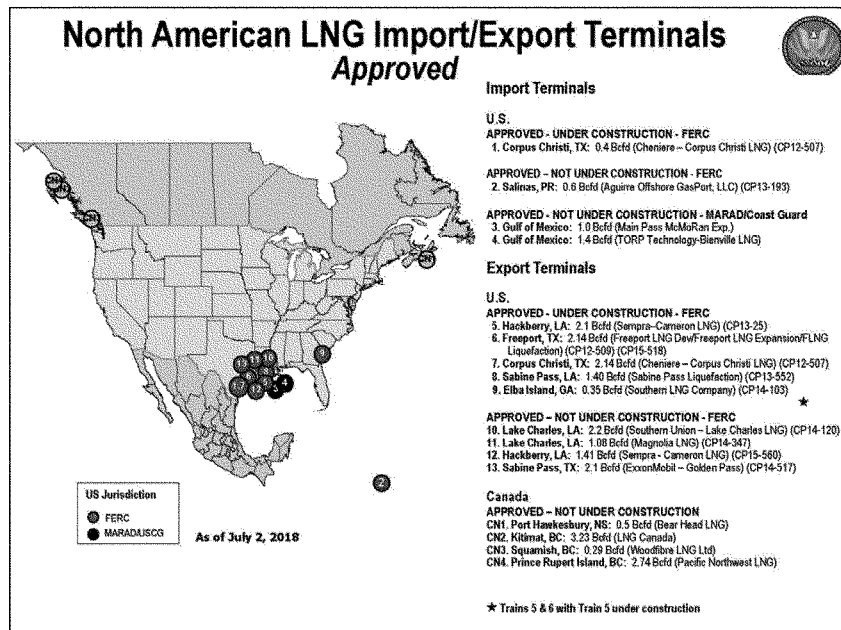 North American LNG Import/Export Terminals
Approved
Import Terminals
U.S.
APPROVED - UNDER CONSTRUCTION - FERC
1. Corpus Christi, TX: 0.4 Bcfd (Cheniere – Corpus Christi LNG) (CP12-507)
APPROVED – NOT UNDER CONSTRUCTION - FERC
2. Salinas, PR: 0.6 Bcfd (Aguirre Offshore GasPort, LLC) (CP13-193)
APPROVED - NOT UNDER CONSTRUCTION - MARAD/Coast Guard
3. Gulf of Mexico: 1.0 Bcfd (Main Pass McMoRan Exp.)
4. Gulf of Mexico: 1.4 Bcfd (TORP Technology-Bienville LNG)
Export Terminals
U.S.
APPROVED - UNDER CONSTRUCTION - FERC
5. Hackberry, LA: 2.1 Bcfd (Sempra–Cameron LNG) (CP13-25)
6. Freeport, TX: 2.14 Bcfd (Freeport LNG Dev/Freeport LNG Expansion/FLNG
Liquefaction) (CP12-509) (CP15-518)
7. Corpus Christi, TX: 2.14 Bcfd (Cheniere – Corpus Christi LNG) (CP12-507)
8. Sabine Pass, LA: 1.40 Bcfd (Sabine Pass Liquefaction) (CP13-552)
9. Elba Island, GA: 0.35 Bcfd (Southern LNG Company) (CP14-103)
★
APPROVED – NOT UNDER CONSTRUCTION - FERC
10. Lake Charles, LA: 2.2 Bcfd (Southern Union – Lake Charles LNG) (CP14-120)
11. Lake Charles, LA: 1.08 Bcfd (Magnolia LNG) (CP14-347)
12. Hackberry, LA: 1.41 Bcfd (Sempra - Cameron LNG) (CP15-560)
13. Sabine Pass, TX: 2.1 Bcfd (ExxonMobil – Golden Pass) (CP14-517)
Canada
APPROVED – NOT UNDER CONSTRUCTION
CN1. Port Hawkesbury, NS: 0.5 Bcfd (Bear Head LNG)
CN2. Kitimat, BC: 3.23 Bcfd (LNG Canada)
CN3. Squamish, BC: 0.29 Bcfd (Woodfibre LNG Ltd)
CN4. Prince Rupert Island, BC: 2.74 Bcfd (Pacific Northwest LNG)
★ Trains 5 & 6 with Train 5 under construction
US Jurisdiction
FERC
MARAD/USCG
As of July 2, 2018
9
4
2